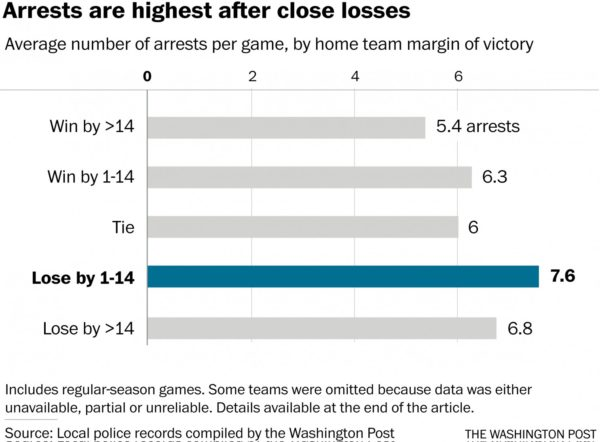 Arrests are highest after close losses
Average number of arrests per game, by home team margin of victory
0 2 4 6
Win by >14 5.4 arrests
Win by 1-14 6.3
Tie 6
Lose by 1-14 7.6
Lose by >14 6.8
Includes regular-season games. Some teams were omitted because data was either
unavailable, partial or unreliable. Details available at the end of the article.
Source: Local police records compiled by the Washington Post THE WASHINGTON POST